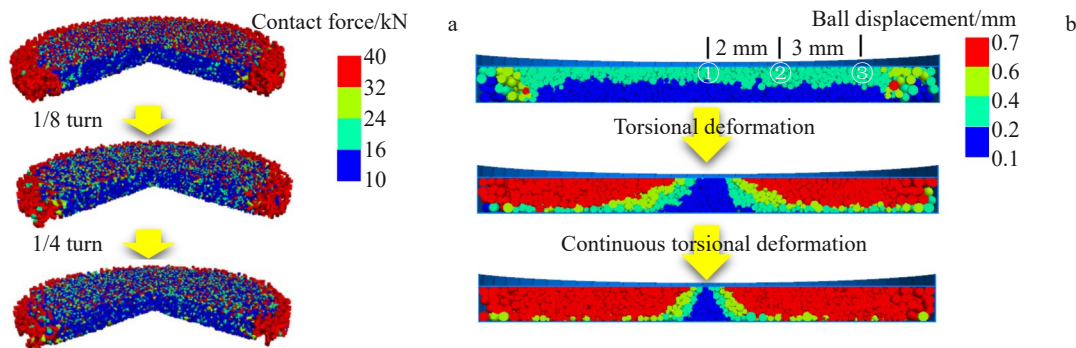 Contact force/kN
a
40
32
24
16
10
1/8 turn
1/4 turn
Ball displacement/mm
b
2 mm
3 mm
①
②
③
0.7
0.6
0.4
0.2
0.1
Torsional deformation
Continuous torsional deformation